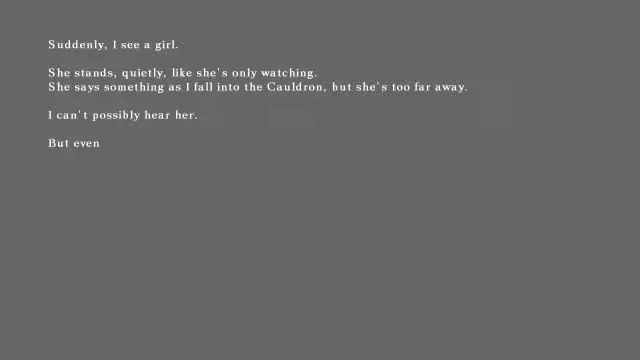 Suddenly, I see a girl.
She stands, quietly, like she's only watching.
She says something as I fall into the Cauldron, but she's too far away.
I can't possibly hear her.
But even